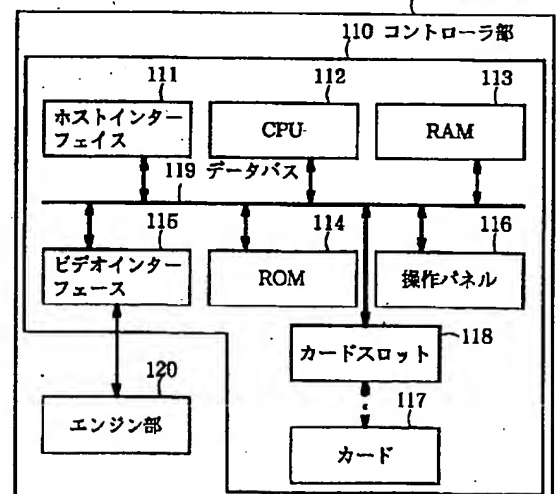 110 コントローラ部
111
112
113
ホストインター
フェイス
CPU
RAM
119 データバス
115
114
116
ビデオインター
フェース
ROM
操作パネル
カードスロット
118
120
117
エンジン部
カード